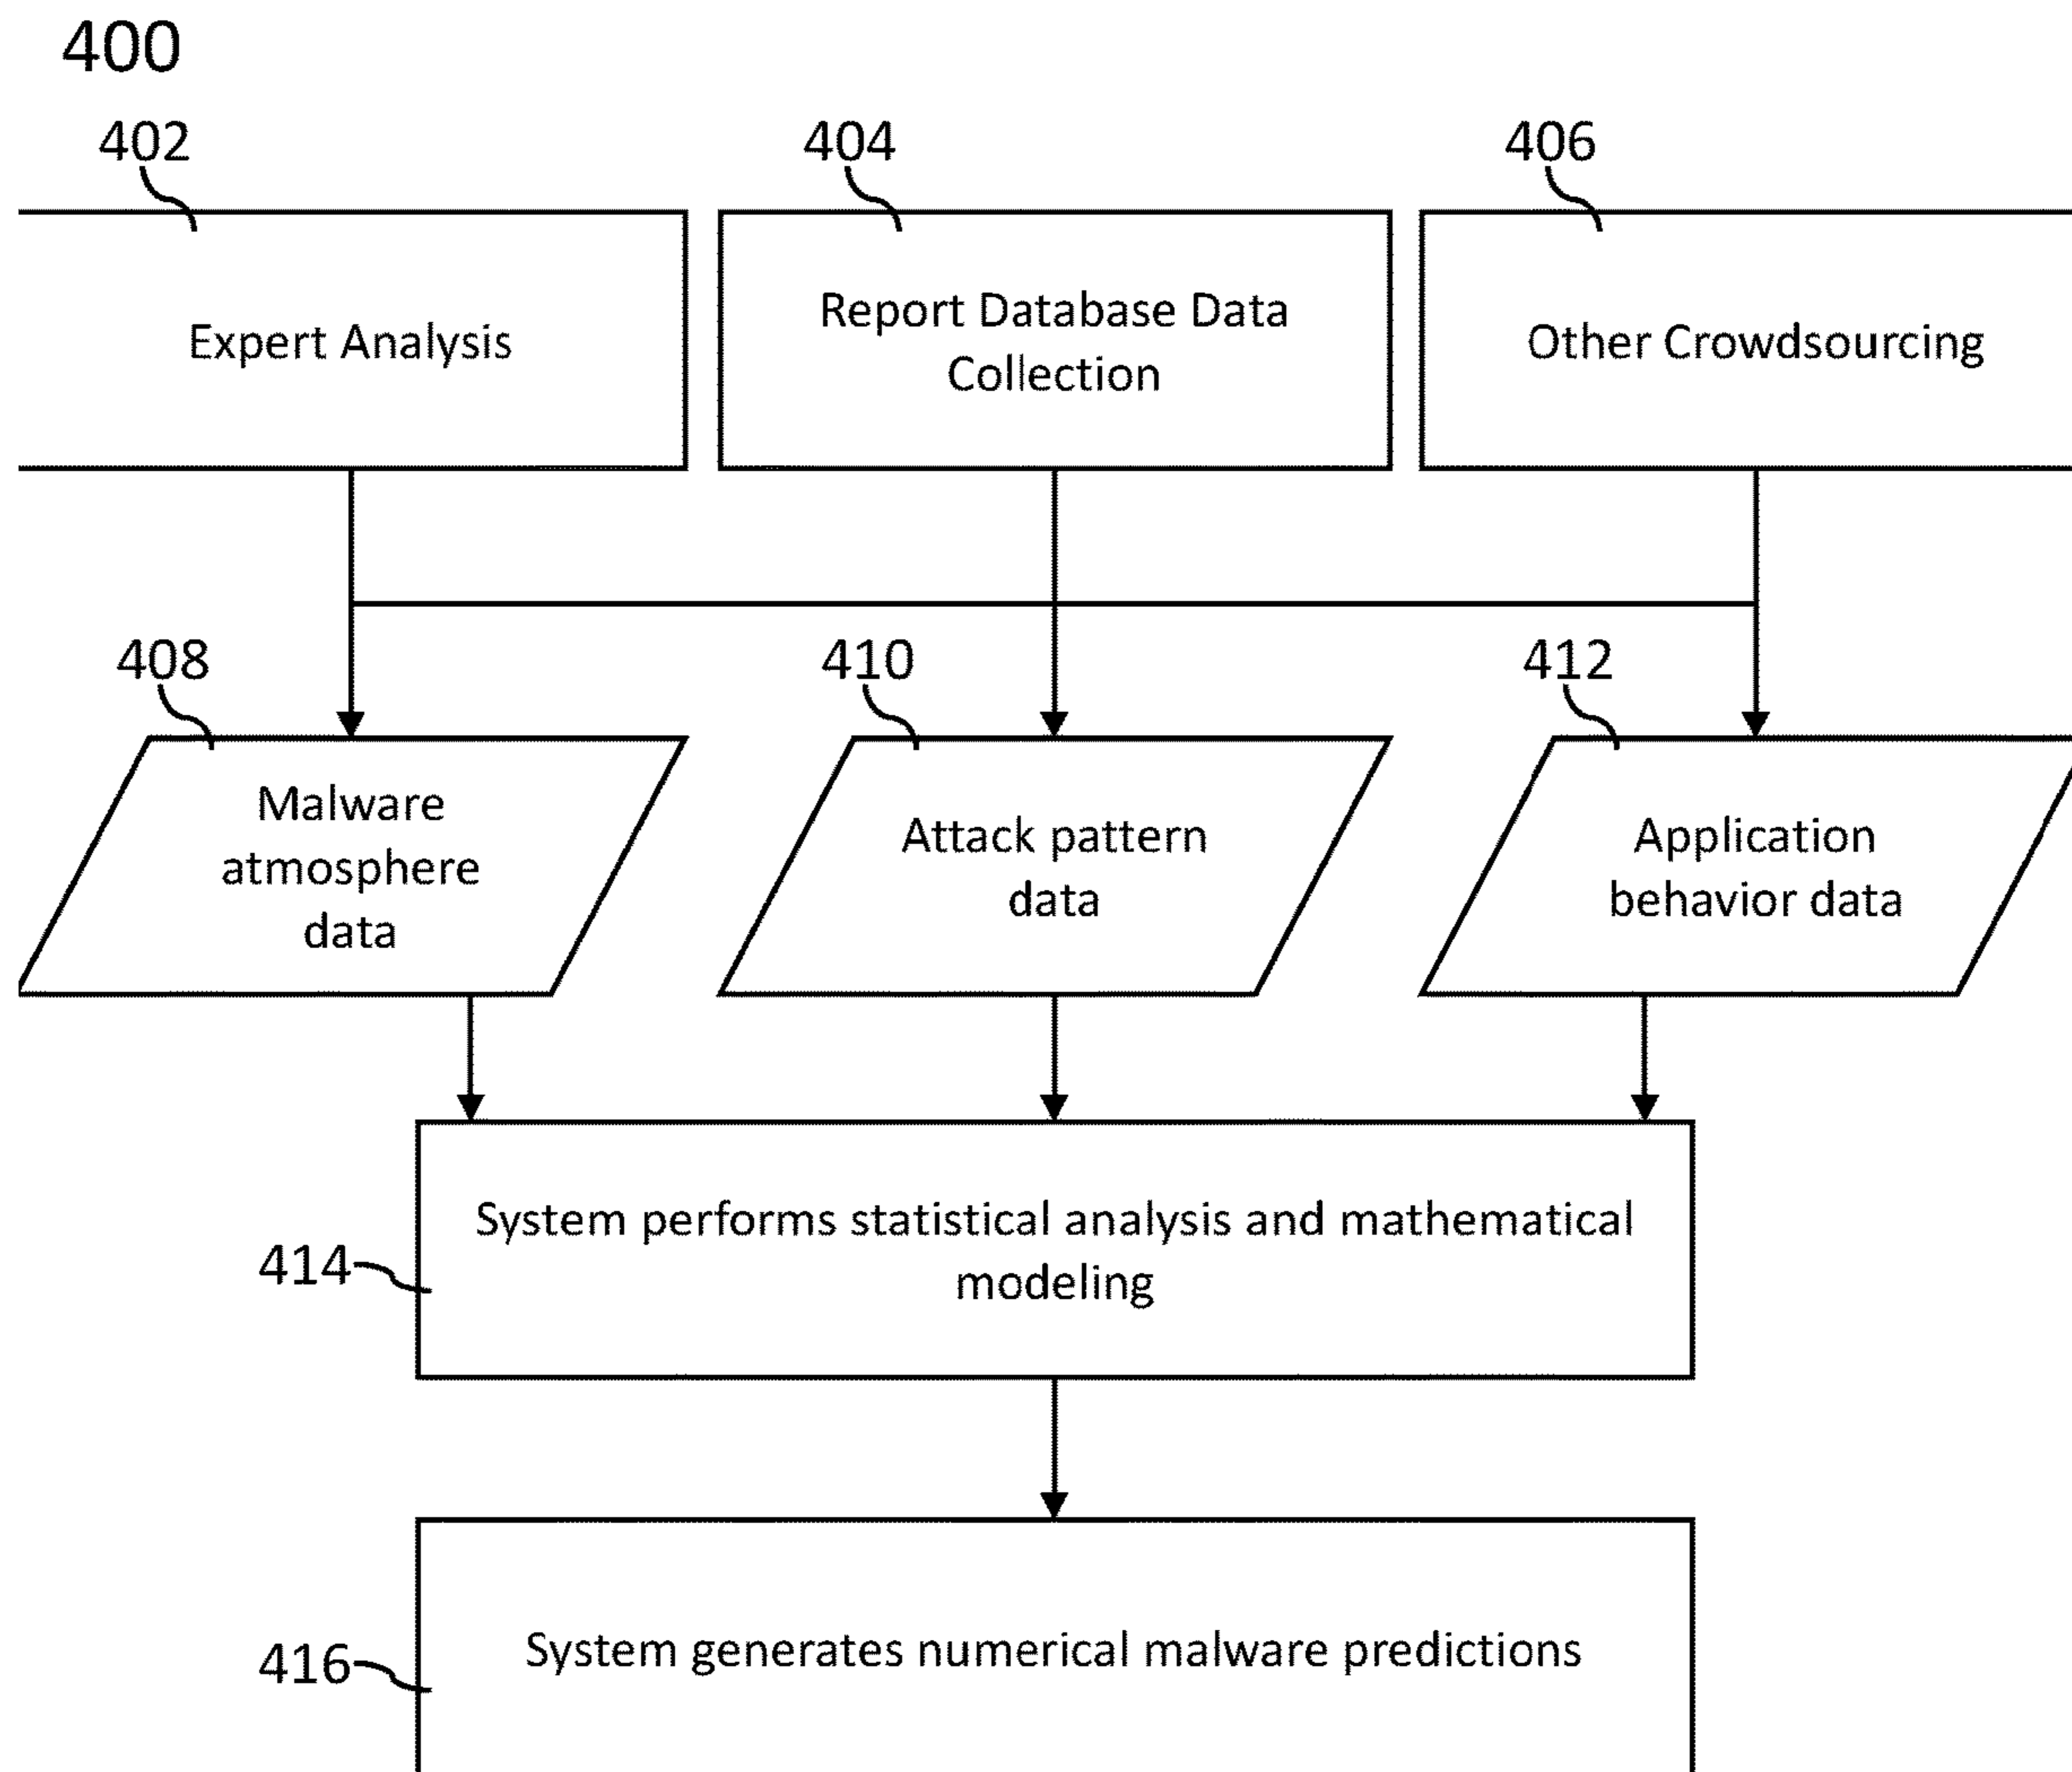 400
402
404
406
Expert Analysis
Report Database Data
Collection
Other Crowdsourcing
408
410
412
Malware
atmosphere
data
Attack pattern
data
Application
behavior data
414
System performs statistical analysis and mathematical
modeling
416
System generates numerical malware predictions